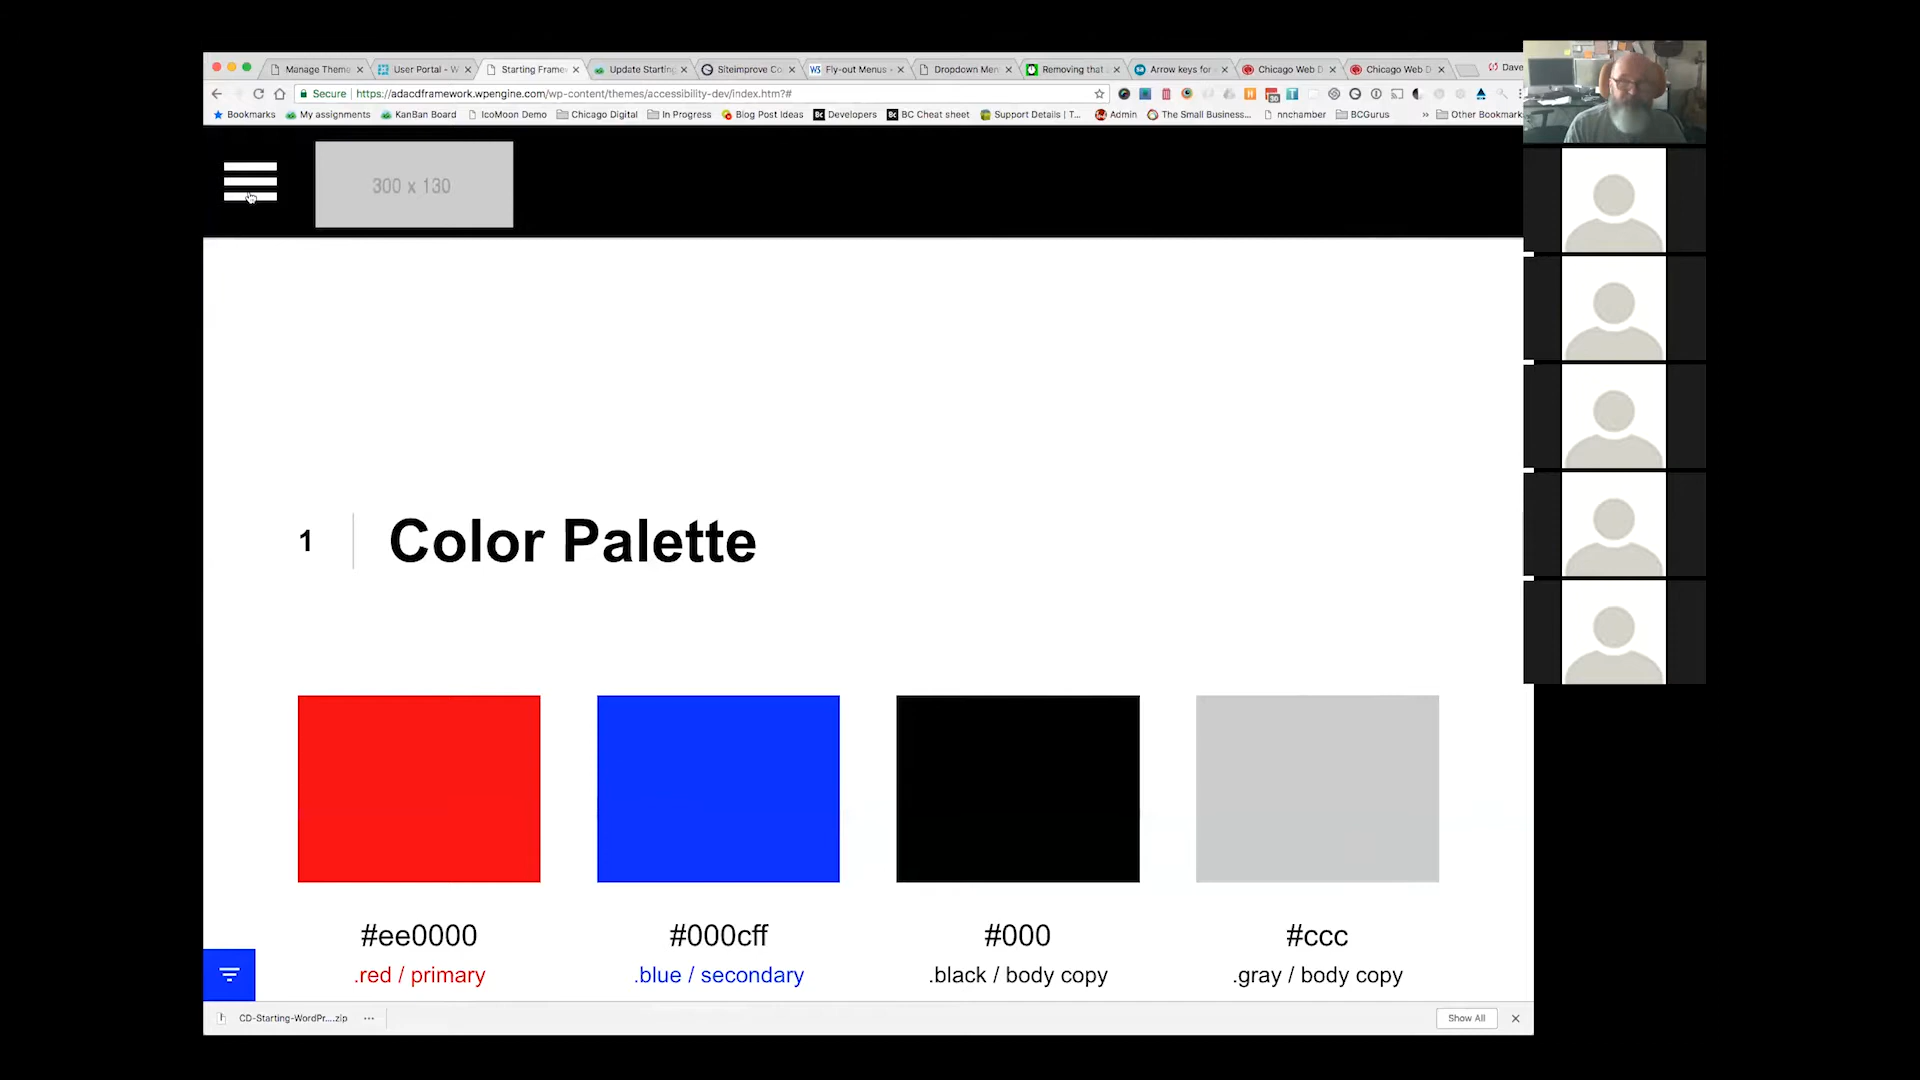 Manage Theme
User Portal - W
Starting Frame
Update Starting
Siteimprove Co
Fly-out Menus
Dropdown Men
Removing that
Arrow keys for
Chicago Web D
Chicago Web D
Dave
Secure | https://adacdframework.wpengine.com/wp-content/themes/accessibility-dev/index.htm?#
Bookmarks My assignments KanBan Board IcoMoon Demo Chicago Digital In Progress Blog Post Ideas Developers BC Cheat sheet Support Details | T... Admin The Small Business... nnchamber BCGurus » Other Bookmark
300 x 130
1 Color Palette
#ee0000
.red / primary
#000cff
.blue / secondary
#000
.black / body copy
#ccc
.gray / body copy
CD-Starting-WordPr....zip
Show All